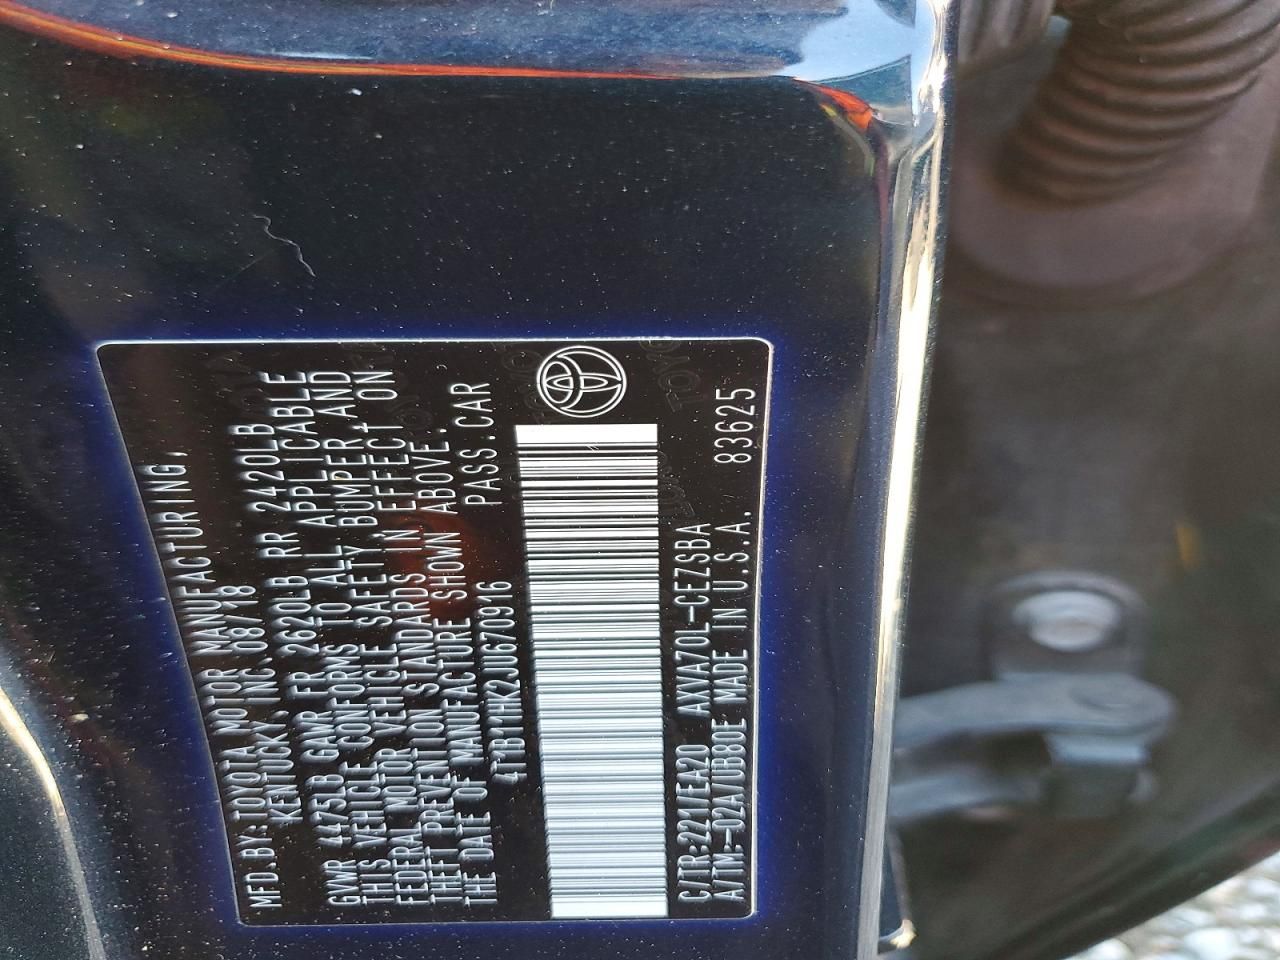 MFD.BY:TOYOTA MOTOR MANUFACTURING,
KENTUCKY, INC. 08/18
GVWR 4475LB GAWR FR 2620LB RR 2420LB
THIS VEHICLE CONFORMS TO ALL APPLICABLE
FEDERAL MOTOR VEHICLE SAFETY, BUMPER, AND
THEFT PREVENTION STANDARDS IN EFFECT ON
THE DATE OF MANUFACTURE SHOWN ABOVE.
4T1B11HK2JU670916 PASS.CAR
C/TR:221/EA20 AXVA70L-CEZSBA
A/TM:-02A/UB80E MADE IN U.S.A. 83625